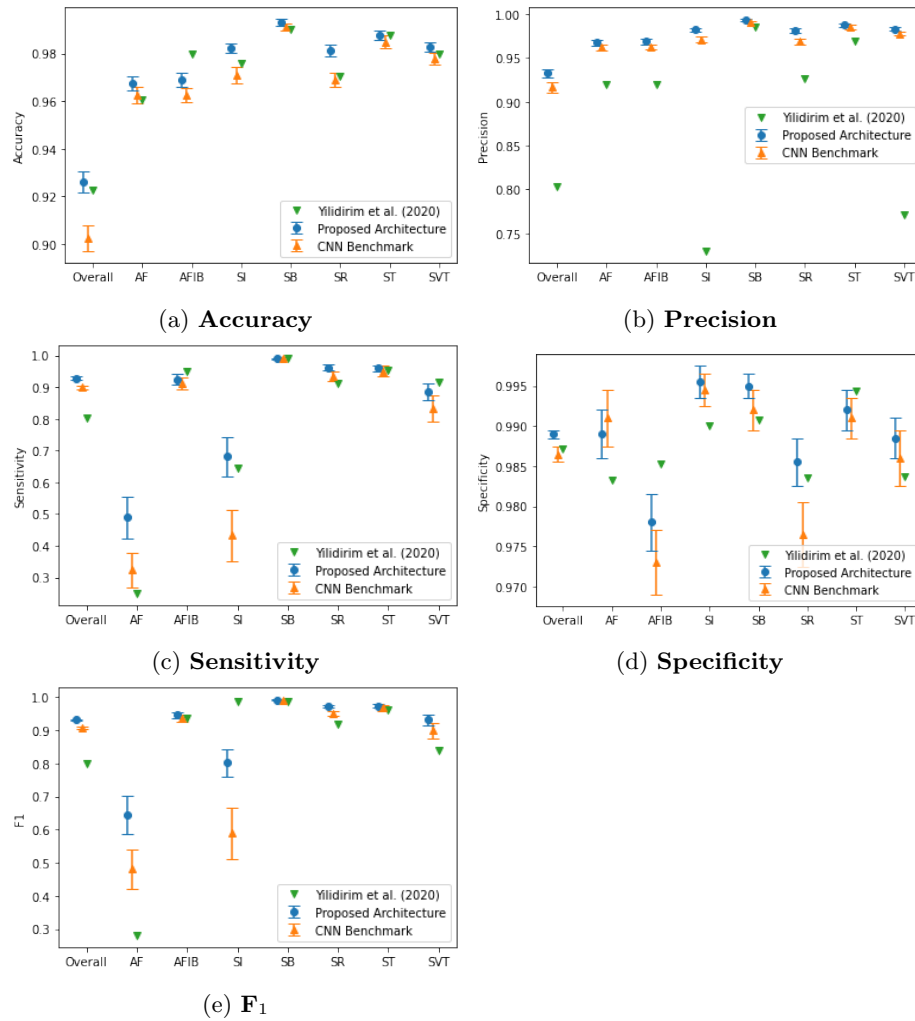 0.98
0.96
0.94
0.92
0.90
Accuracy
Yilidirim et al. (2020)
Proposed Architecture
CNN Benchmark
Overall AF AFIB SI SB SR ST SVT
(a) Accuracy
1.00
0.95
0.90
0.85
0.80
0.75
Precision
Yilidirim et al. (2020)
Proposed Architecture
CNN Benchmark
Overall AF AFIB SI SB SR ST SVT
(b) Precision
1.0
0.9
0.8
0.7
0.6
0.5
0.4
0.3
Sensitivity
Yilidirim et al. (2020)
Proposed Architecture
CNN Benchmark
Overall AF AFIB SI SB SR ST SVT
(c) Sensitivity
0.995
0.990
0.985
0.980
0.975
0.970
Specificity
Yilidirim et al. (2020)
Proposed Architecture
CNN Benchmark
Overall AF AFIB SI SB SR ST SVT
(d) Specificity
1.0
0.9
0.8
0.7
0.6
0.5
0.4
0.3
F1
Yilidirim et al. (2020)
Proposed Architecture
CNN Benchmark
Overall AF AFIB SI SB SR ST SVT
(e) F₁